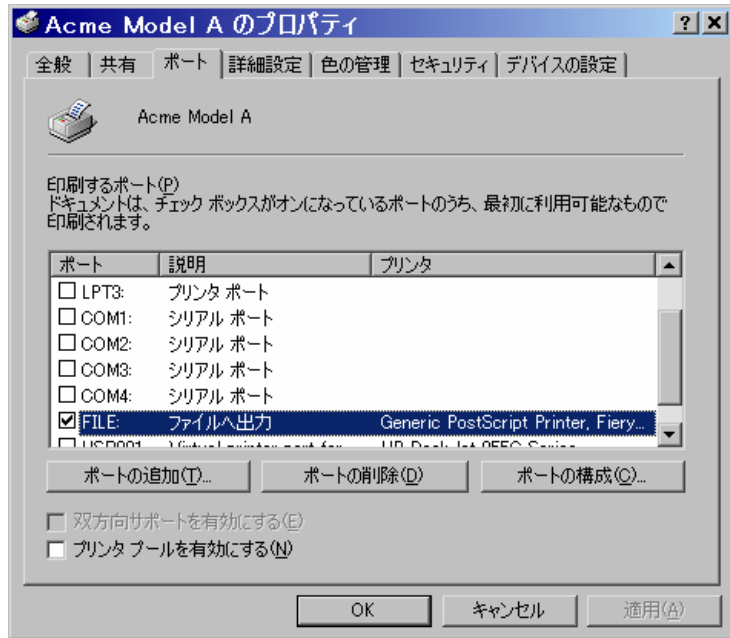 Acme Model A のプロパティ
全般 共有 ポート 詳細設定 色の管理 セキュリティ デバイスの設定
Acme Model A
印刷するポート(P)
ドキュメントは、チェック ボックスがオンになっているポートのうち、最初に利用可能なもので
印刷されます。
ポート 説明 プリンタ
LPT3: プリンタ ポート
COM1: シリアル ポート
COM2: シリアル ポート
COM3: シリアル ポート
COM4: シリアル ポート
FILE: ファイルへ出力 Generic PostScript Printer, Fiery...
ポートの追加(T)... ポートの削除(D) ポートの構成(C)...
双方向サポートを有効にする(E)
プリンタ プールを有効にする(N)
OK キャンセル 適用(A)